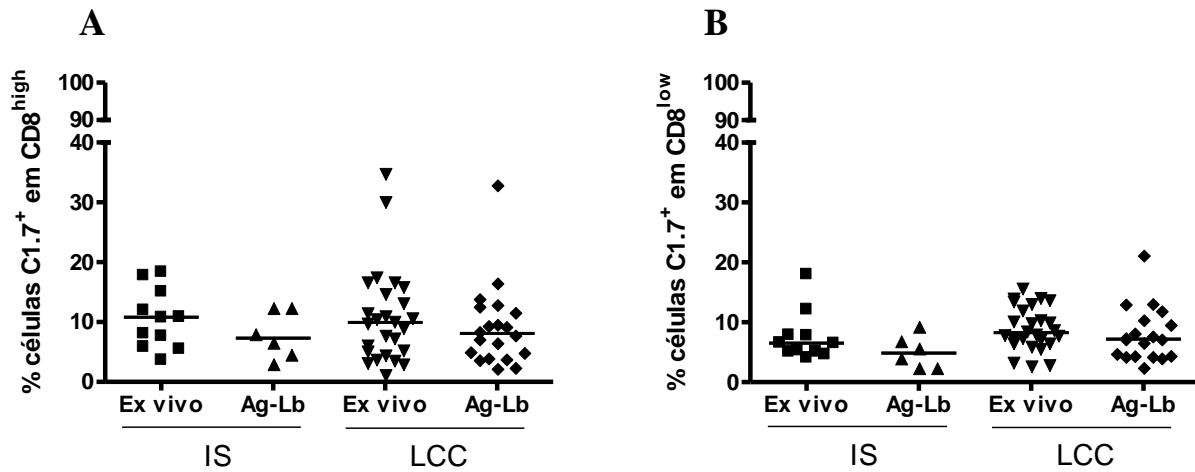 A
% células C1.7⁺ em CD8ʰⁱᵍʰ
100
90
40
30
20
10
0
Ex vivo Ag-Lb Ex vivo Ag-Lb
IS LCC
B
% células C1.7⁺ em CD8ˡᵒʷ
100
90
40
30
20
10
0
Ex vivo Ag-Lb Ex vivo Ag-Lb
IS LCC